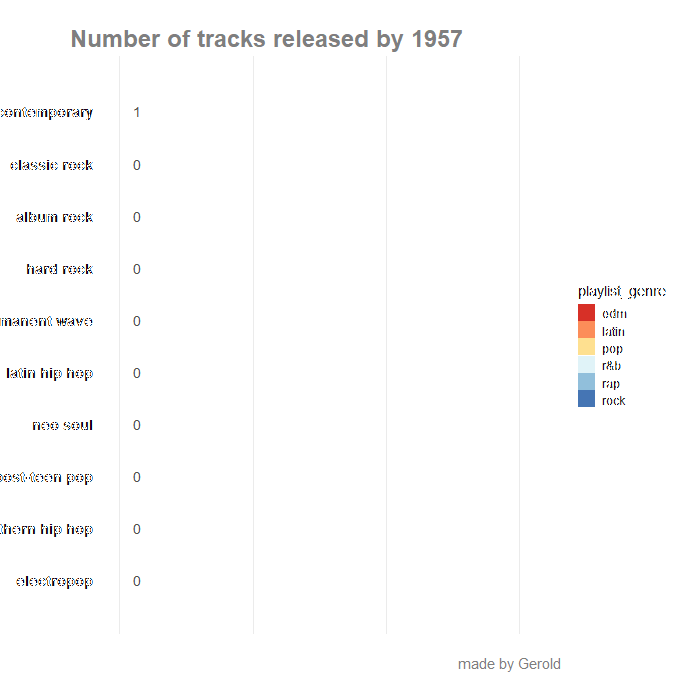 Number of tracks released by 1957
contemporary 1
classic rock 0
album rock 0
hard rock 0
manent wave 0
latin hip hop 0
neo soul 0
post-teen pop 0
thern hip hop 0
electropop 0
playlist_genre
edm
latin
pop
r&b
rap
rock
made by Gerold